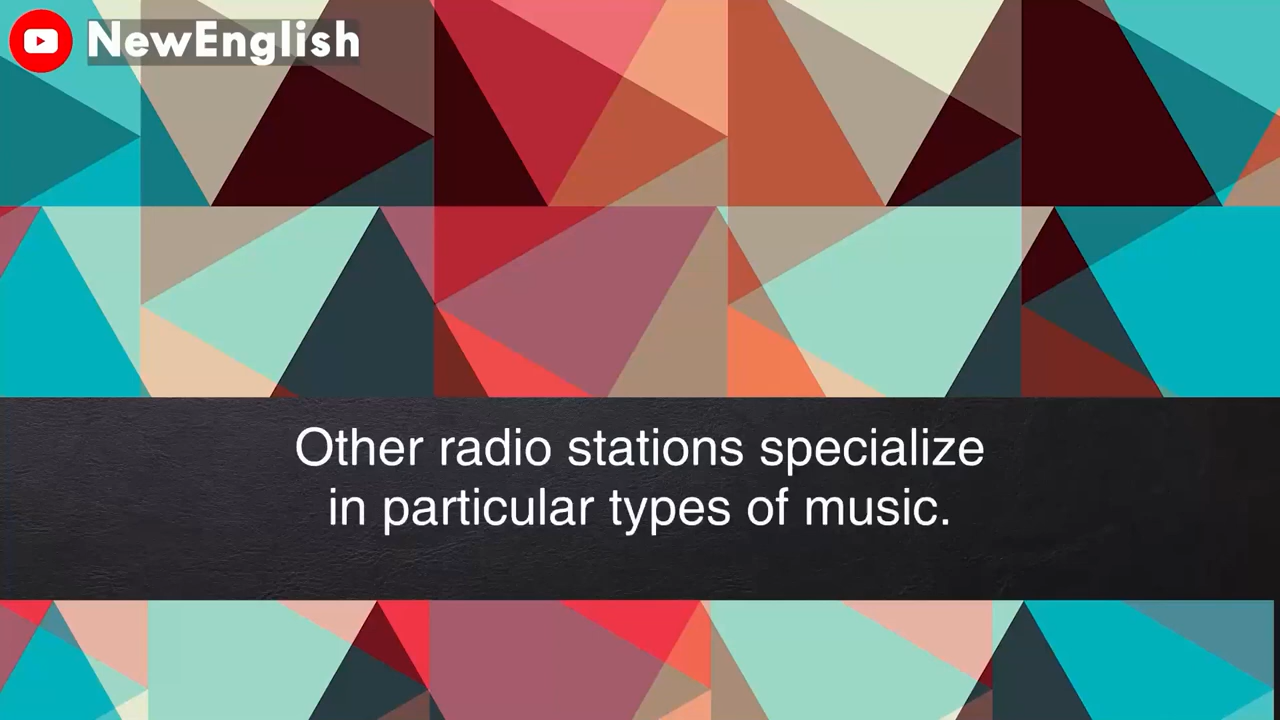 NewEnglish
Other radio stations specialize
in particular types of music.